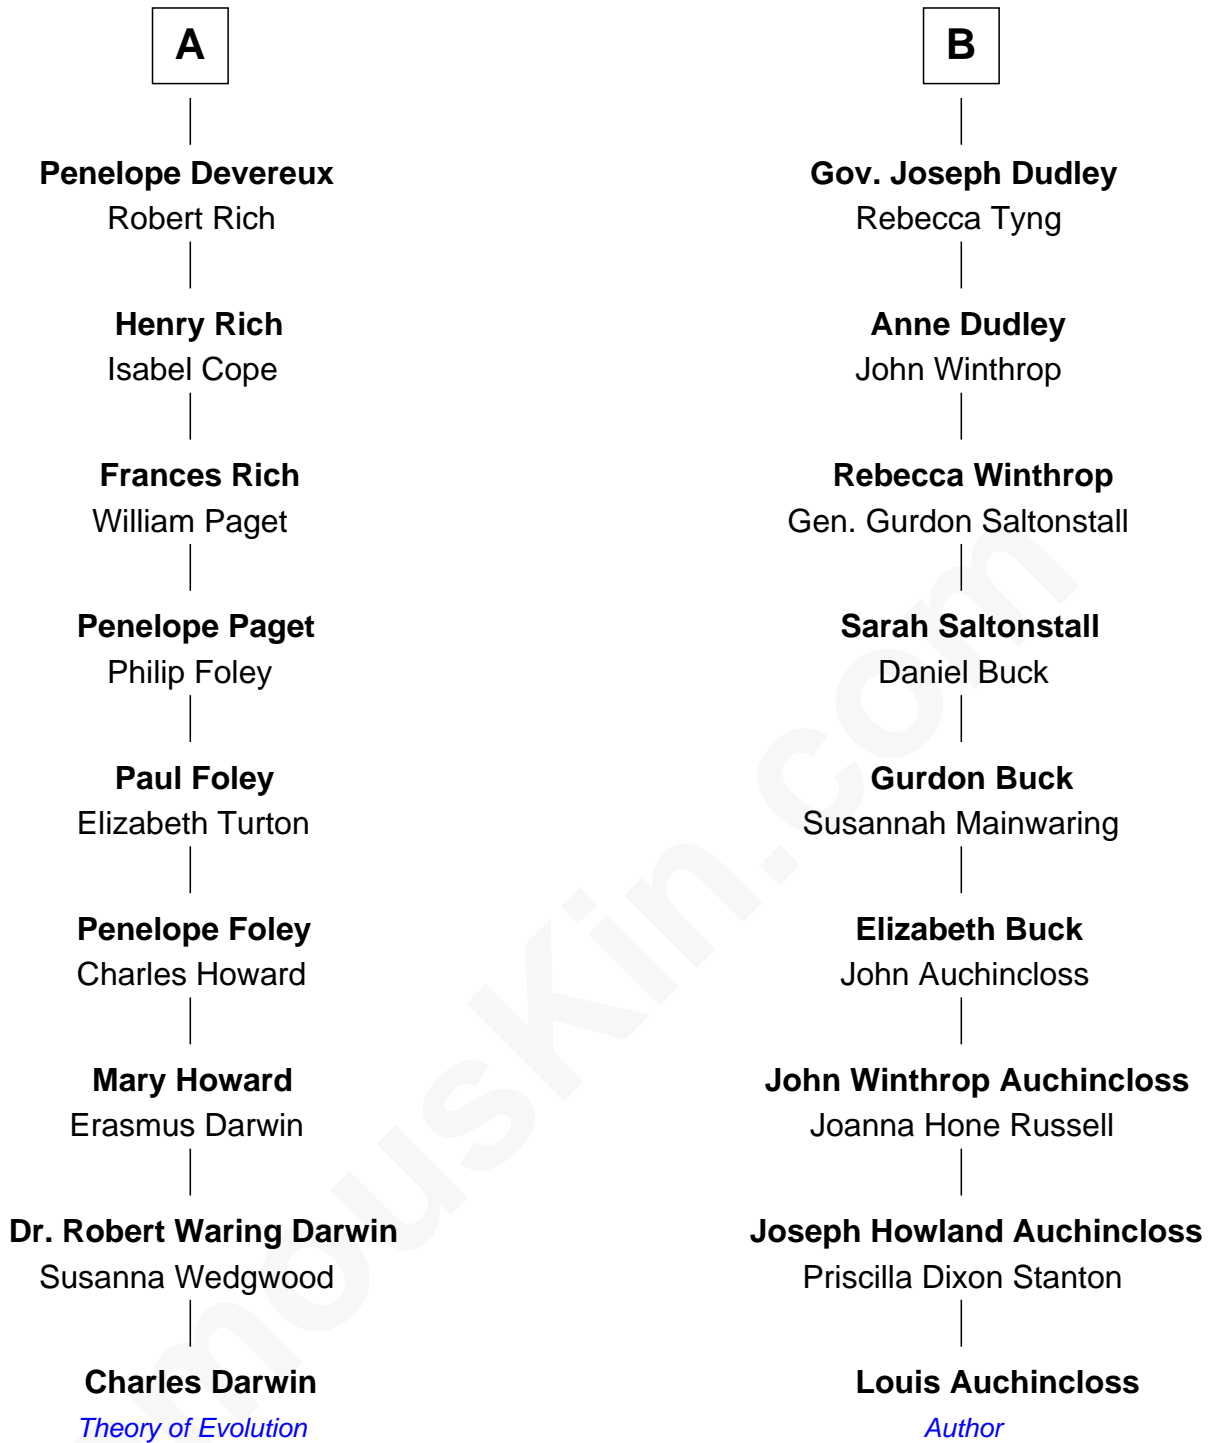 A
Penelope Devereux
Robert Rich
Henry Rich
Isabel Cope
Frances Rich
William Paget
Penelope Paget
Philip Foley
Paul Foley
Elizabeth Turton
Penelope Foley
Charles Howard
Mary Howard
Erasmus Darwin
Dr. Robert Waring Darwin
Susanna Wedgwood
Charles Darwin
Theory of Evolution
B
Gov. Joseph Dudley
Rebecca Tyng
Anne Dudley
John Winthrop
Rebecca Winthrop
Gen. Gurdon Saltonstall
Sarah Saltonstall
Daniel Buck
Gurdon Buck
Susannah Mainwaring
Elizabeth Buck
John Auchincloss
John Winthrop Auchincloss
Joanna Hone Russell
Joseph Howland Auchincloss
Priscilla Dixon Stanton
Louis Auchincloss
Author
mousKin.com